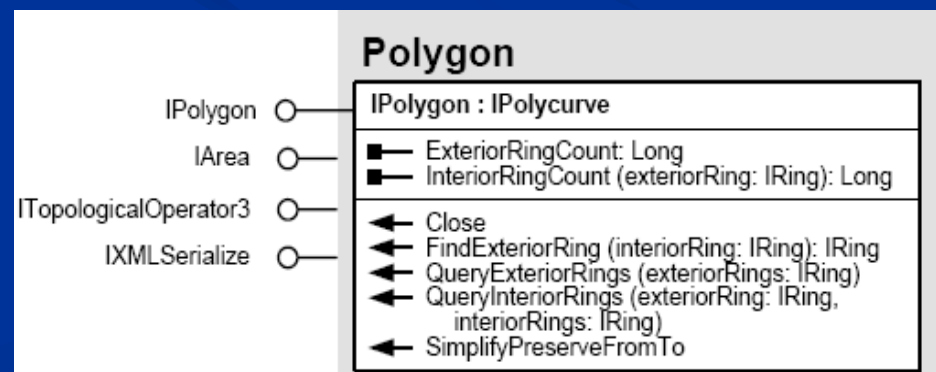 Polygon
IPolygon
IPolygon : IPolycurve
IArea
ExteriorRingCount: Long
InteriorRingCount (exteriorRing: IRing): Long
ITopologicalOperator3
Close
IXMLSerialize
FindExteriorRing (interiorRing: IRing): IRing
QueryExteriorRings (exteriorRings: IRing)
QueryInteriorRings (exteriorRing: IRing,
interiorRings: IRing)
SimplifyPreserveFromTo